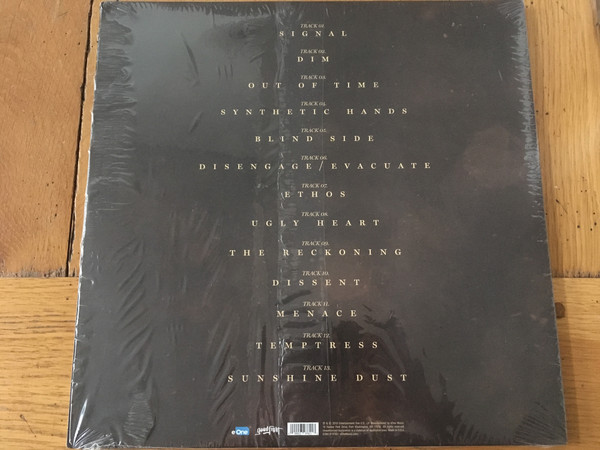 TRACK 01.
SIGNAL
TRACK 02.
DIM
TRACK 03.
OUT OF TIME
TRACK 04.
SYNTHETIC HANDS
TRACK 05.
BLIND SIDE
TRACK 06.
DISENGAGE/EVACUATE
TRACK 07.
ETHOS
TRACK 08.
UGLY HEART
TRACK 09.
THE RECKONING
TRACK 10.
DISSENT
TRACK 11.
MENACE
TRACK 12.
TEMPTRESS
TRACK 13.
SUNSHINE DUST
eOne